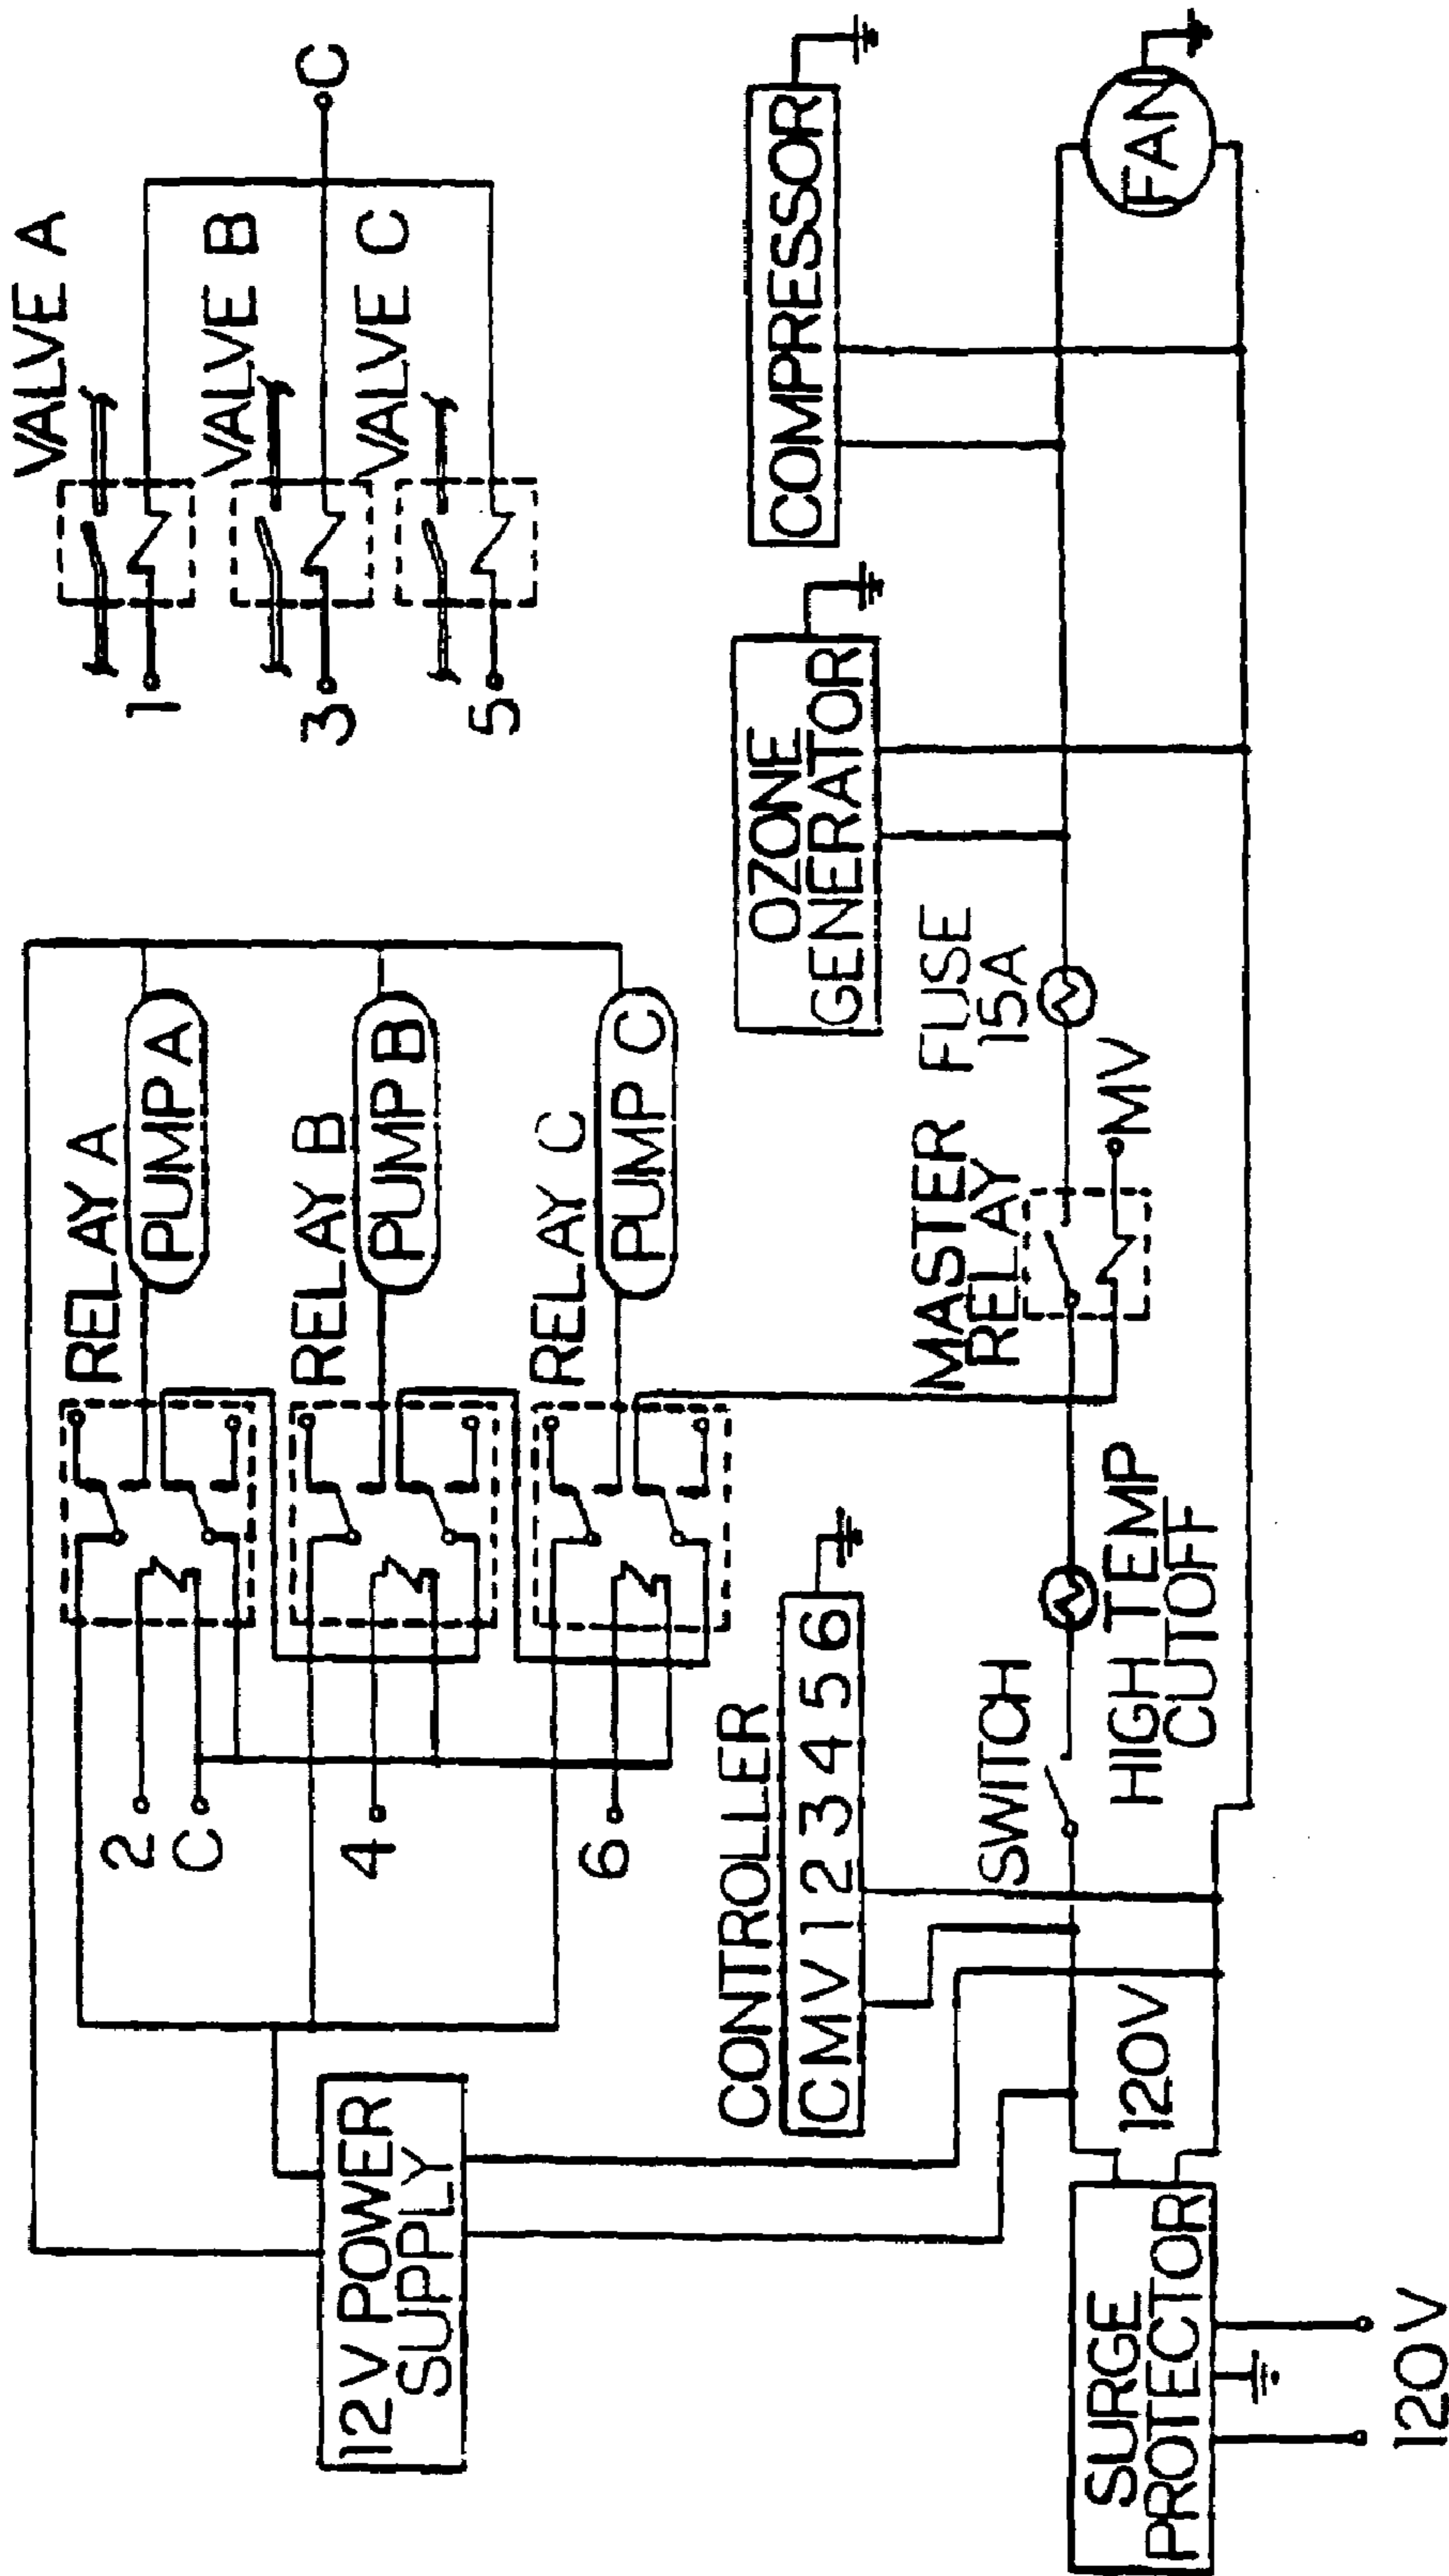 VALVE A
VALVE B
VALVE C
1
3
5
C
RELAY A
PUMP A
RELAY B
PUMP B
RELAY C
PUMP C
2
C
4
6
12V POWER
SUPPLY
CONTROLLER
C MV 1 2 3 4 5 6
OZONE
GENERATOR
COMPRESSOR
FAN
SWITCH
HIGH TEMP
CUTOFF
MASTER
RELAY
MV
FUSE
15A
120V
SURGE
PROTECTOR
120V